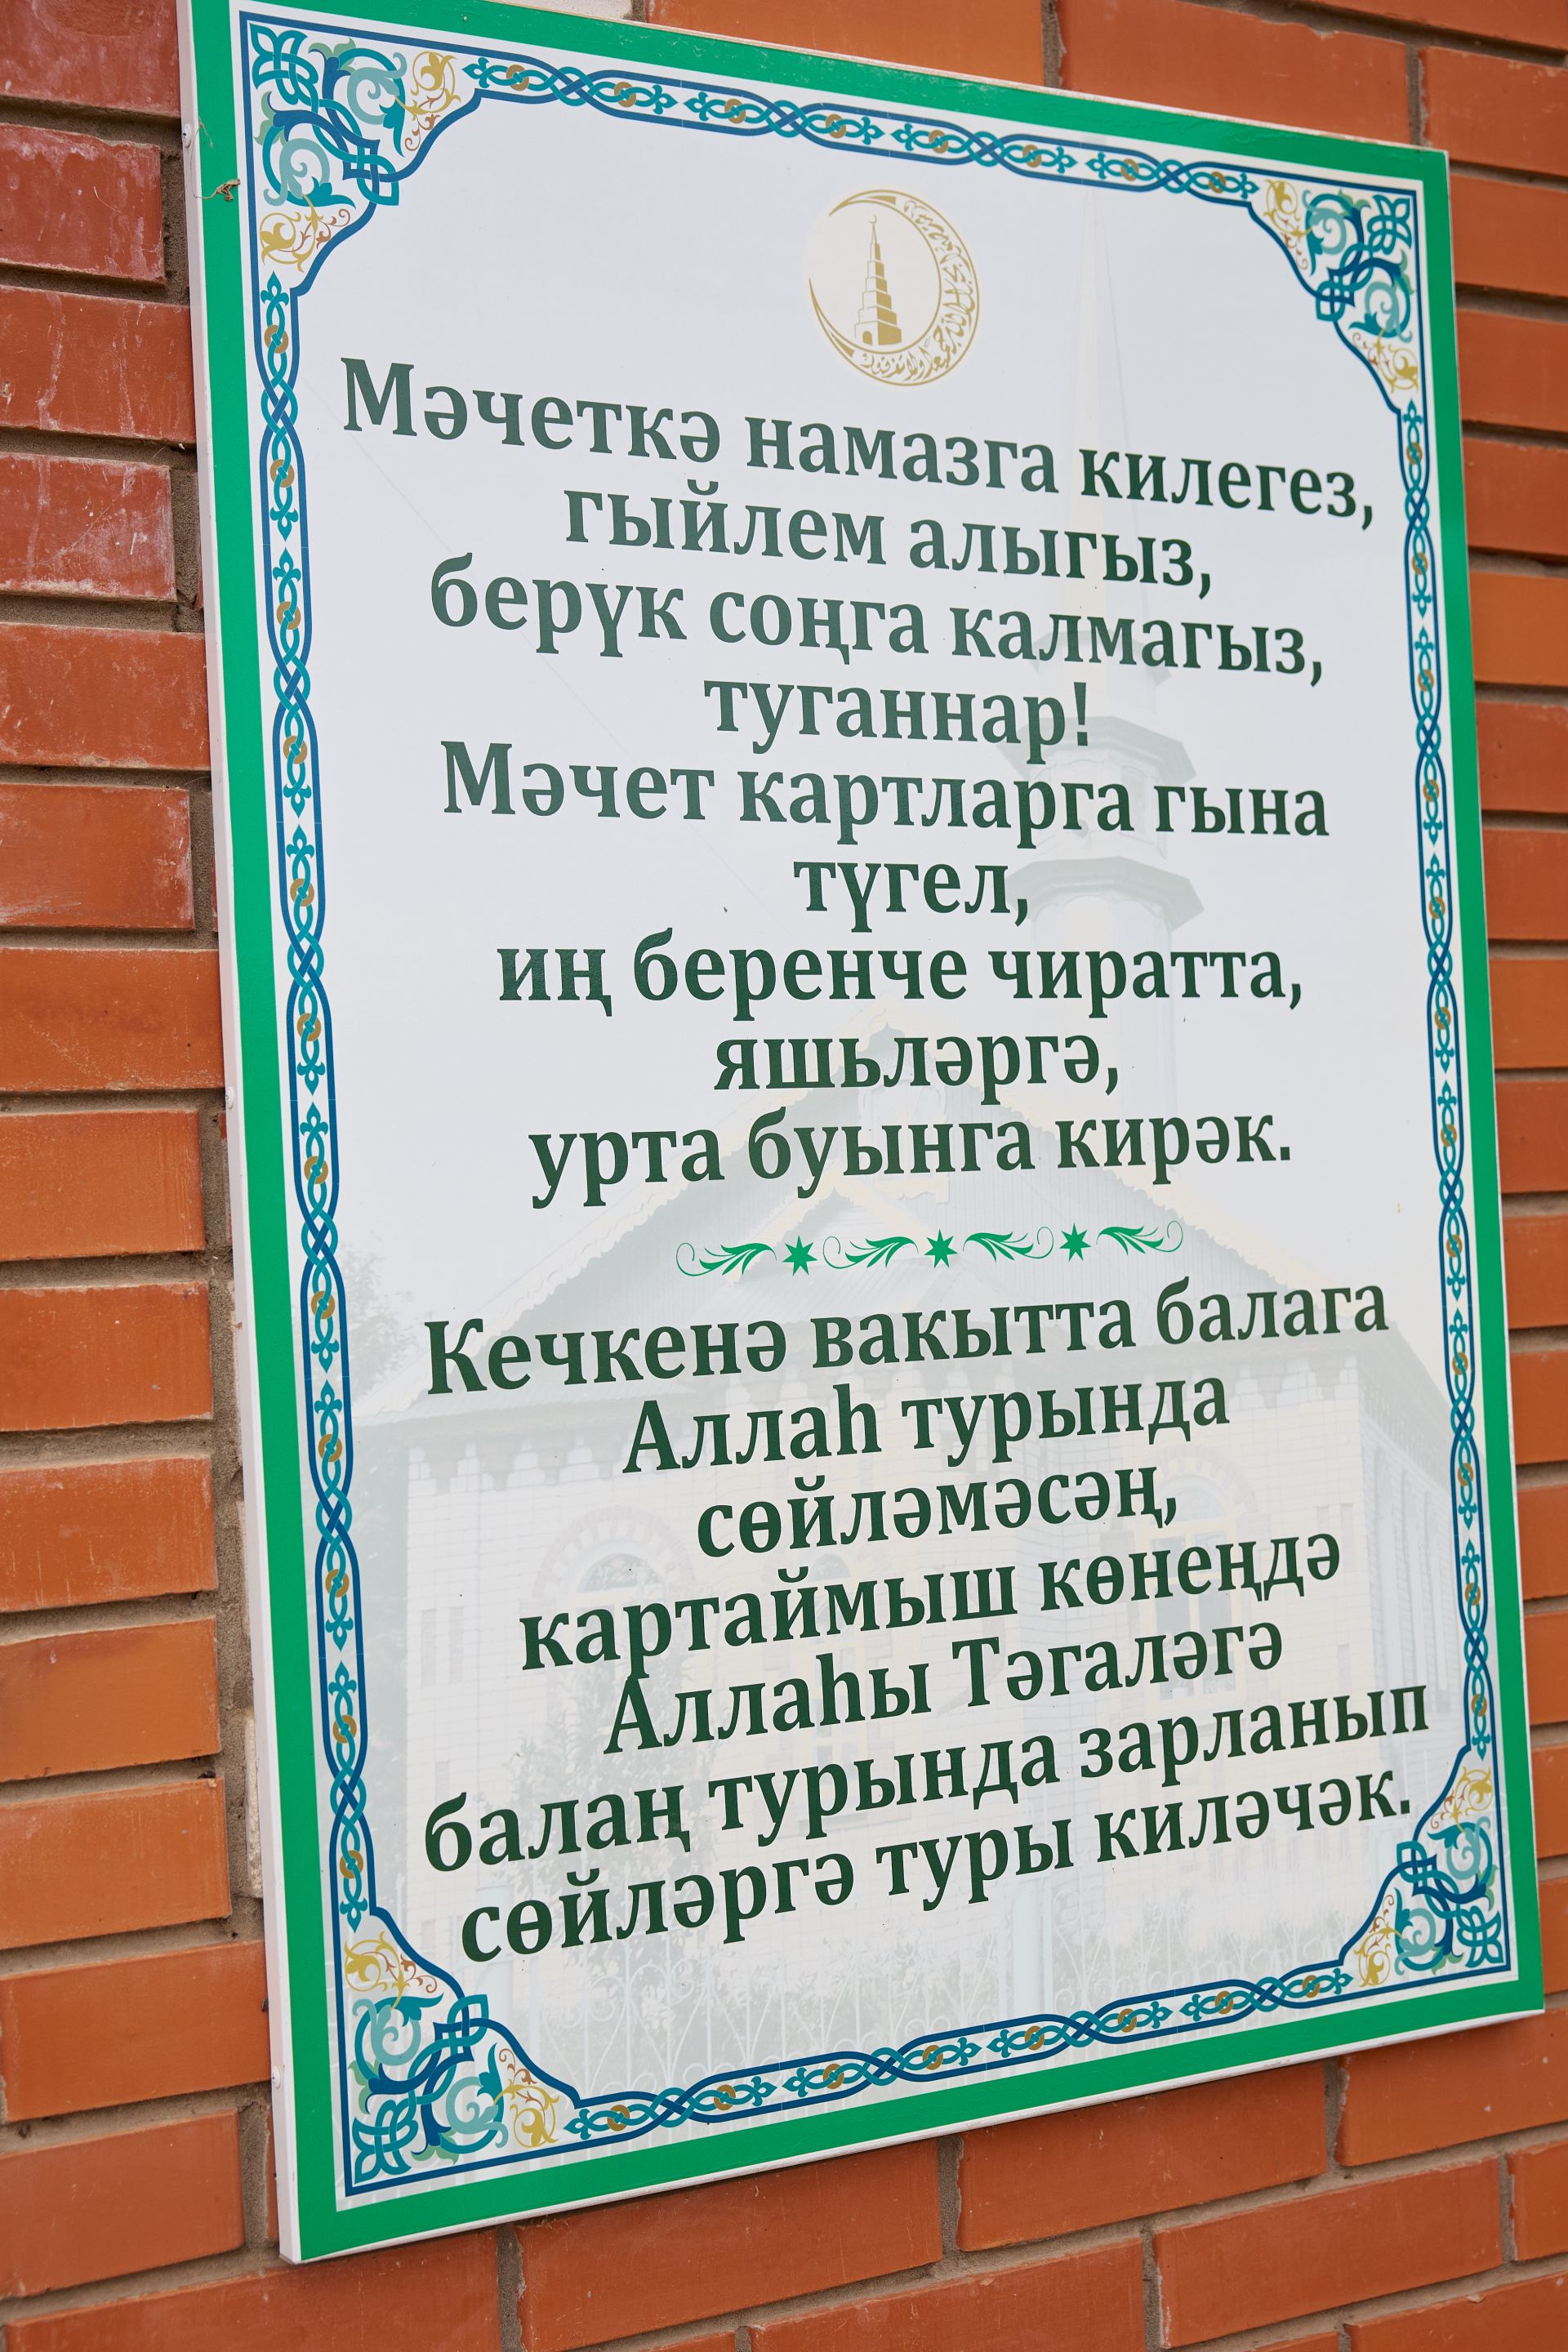 Мәчеткә намазга килегез,
гыйлем алыгыз,
берүк соңга калмагыз,
туганнар!
Мәчет картларга гына
түгел,
иң беренче чиратта,
яшьләргә,
урта буынга кирәк.
Кечкенә вакытта балага
Аллаһ турында
сөйләмәсәң,
картаймыш көнеңдә
Аллаһы Тәгаләгә
балаң турында зарланып
сөйләргә туры киләчәк.